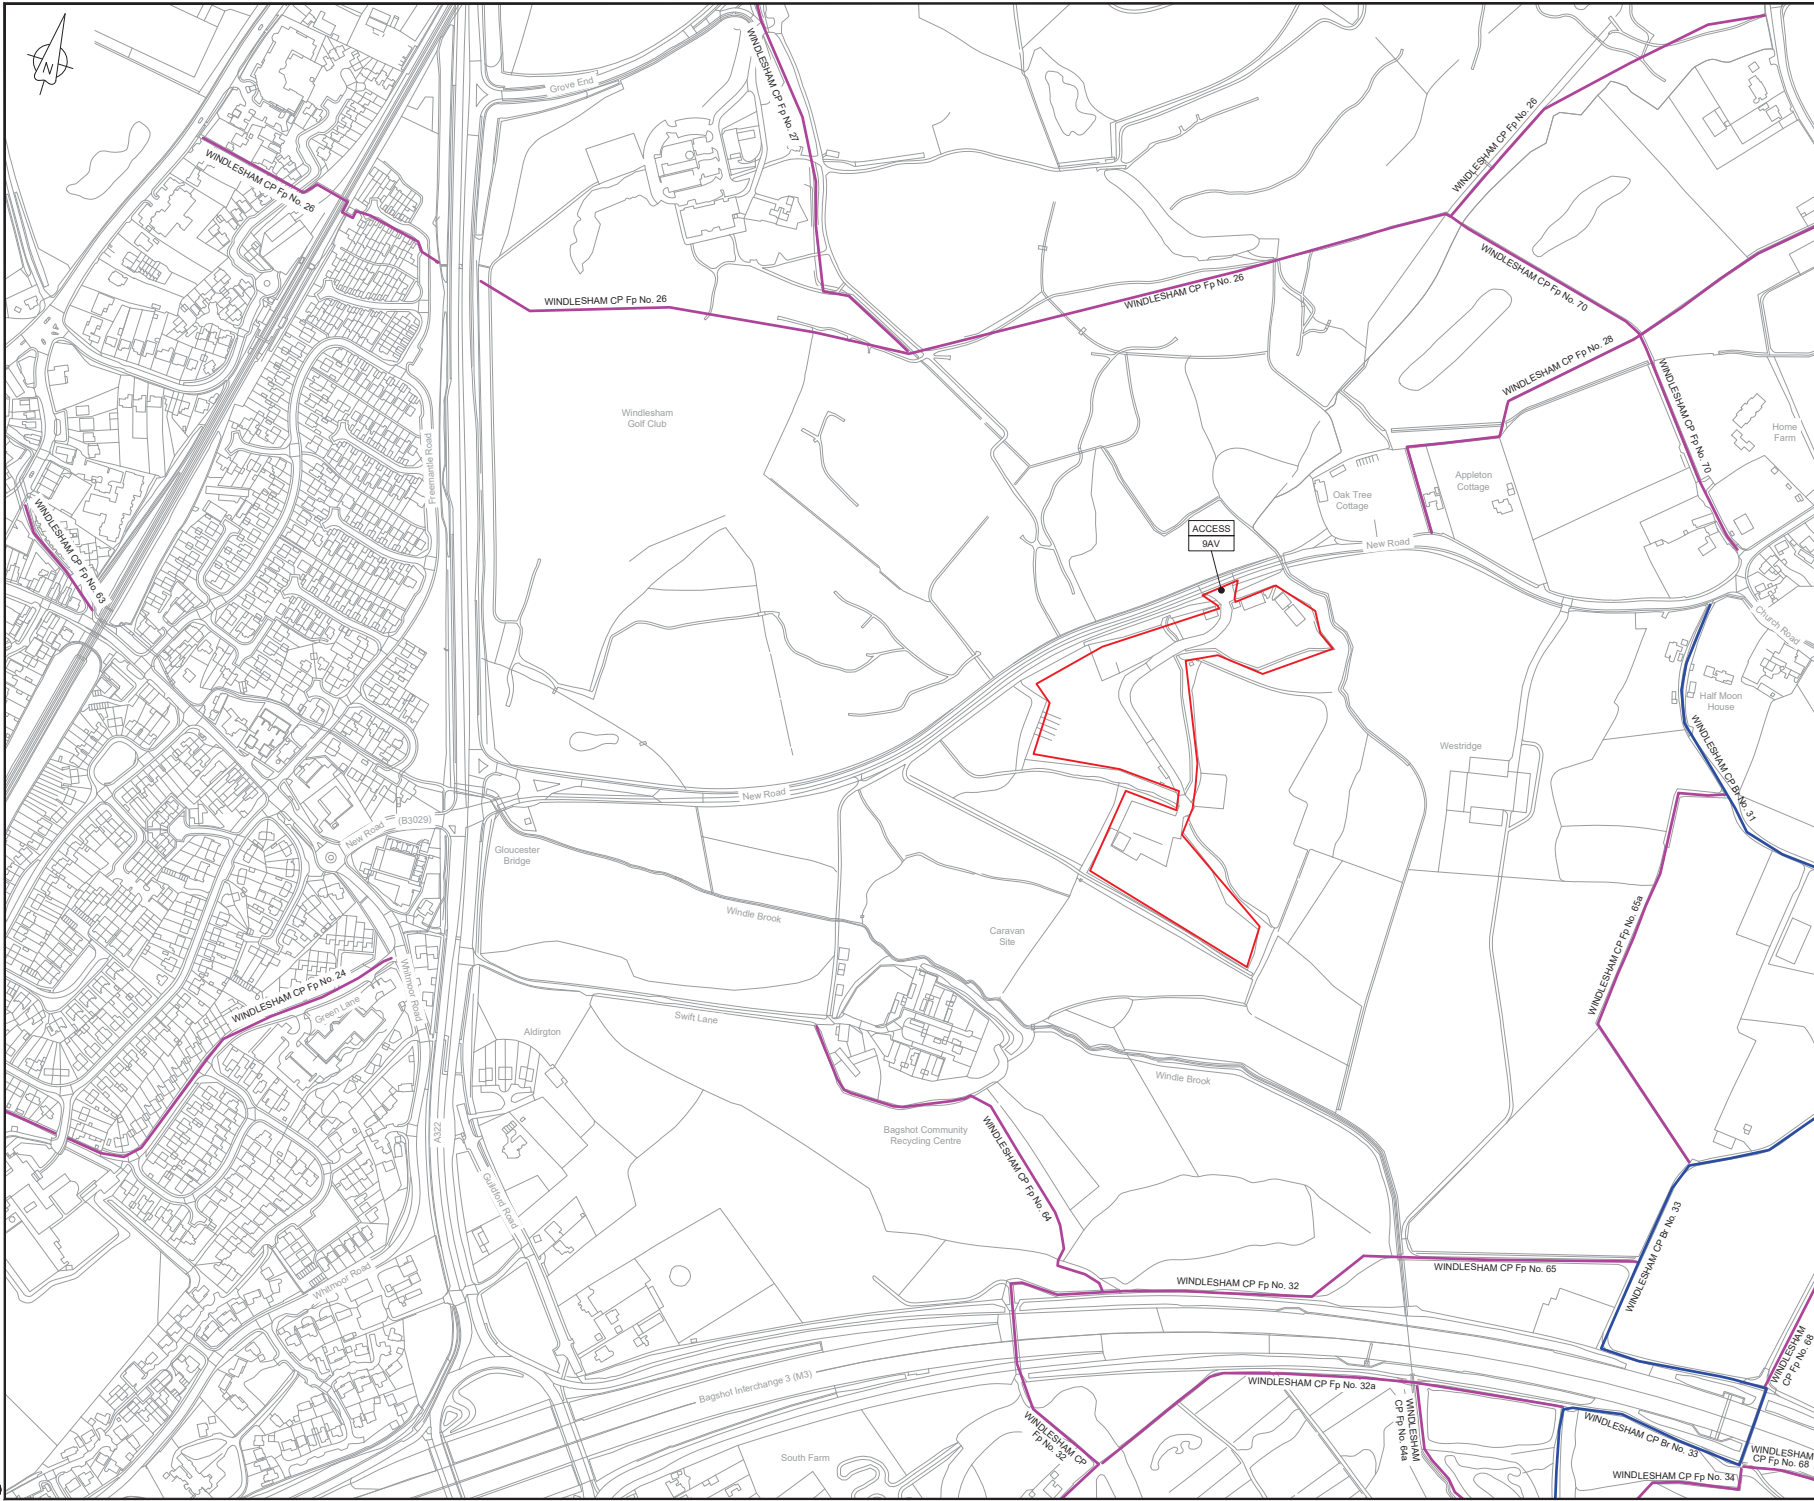 N
Grove End
WINDLESHAM CP Fp No. 27
WINDLESHAM CP Fp No. 26
WINDLESHAM CP Fp No. 26
WINDLESHAM CP Fp No. 26
WINDLESHAM CP Fp No. 26
WINDLESHAM CP Fp No. 70
WINDLESHAM CP Fp No. 28
WINDLESHAM CP Fp No. 70
Windlesham
Golf Club
Freemantle Road
Home
Farm
Appleton
Cottage
Oak Tree
Cottage
WINDLESHAM CP Fp No. 63
ACCESS
9AV
New Road
Church Road
Half Moon
House
WINDLESHAM CP Br No. 31
Westridge
New Road
New Road
(B3029)
Gloucester
Bridge
Windle Brook
Caravan
Site
WINDLESHAM CP Fp No. 65a
WINDLESHAM CP Fp No. 24
Green Lane
Whitmoor Road
Swift Lane
Aldington
Windle Brook
A322
Bagshot Community
Recycling Centre
WINDLESHAM CP Fp No. 64
Guildford Road
Whitmoor Road
WINDLESHAM CP Fp No. 32
WINDLESHAM CP Fp No. 65
WINDLESHAM CP Br No. 33
WINDLESHAM
CP Fp No. 68
Bagshot Interchange 3 (M3)
WINDLESHAM CP Fp No. 32a
WINDLESHAM CP
Fp No. 32
WINDLESHAM
CP Fp No. 64a
WINDLESHAM CP Br No. 33
WINDLESHAM
CP Fp No. 68
South Farm
WINDLESHAM CP Fp No. 34